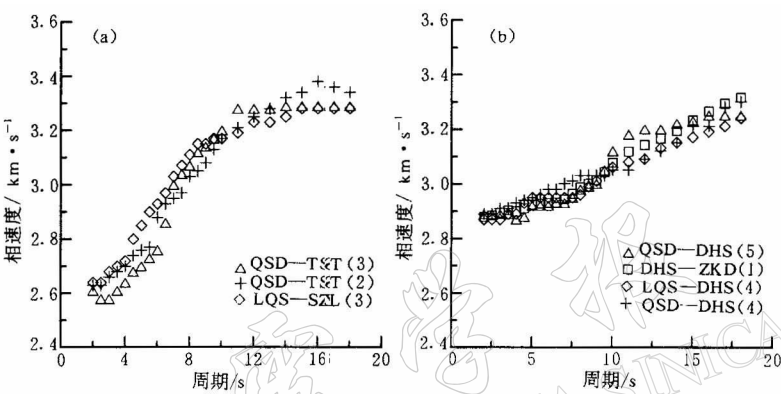 (a)
3.6
3.4
3.2
3.0
2.8
2.6
2.4
相速度/ km·s⁻¹
△ QSD—T&T(3)
+ QSD—T&T(2)
◇ LQS—SZL(3)
0 4 8 12 16 20
周期/s
(b)
3.6
3.4
3.2
3.0
2.8
2.6
2.4
相速度/ km·s⁻¹
△ QSD—DHS(5)
□ DHS—ZKD(1)
◇ LQS—DHS(4)
+ QSD—DHS(4)
0 5 10 15 20
周期/s